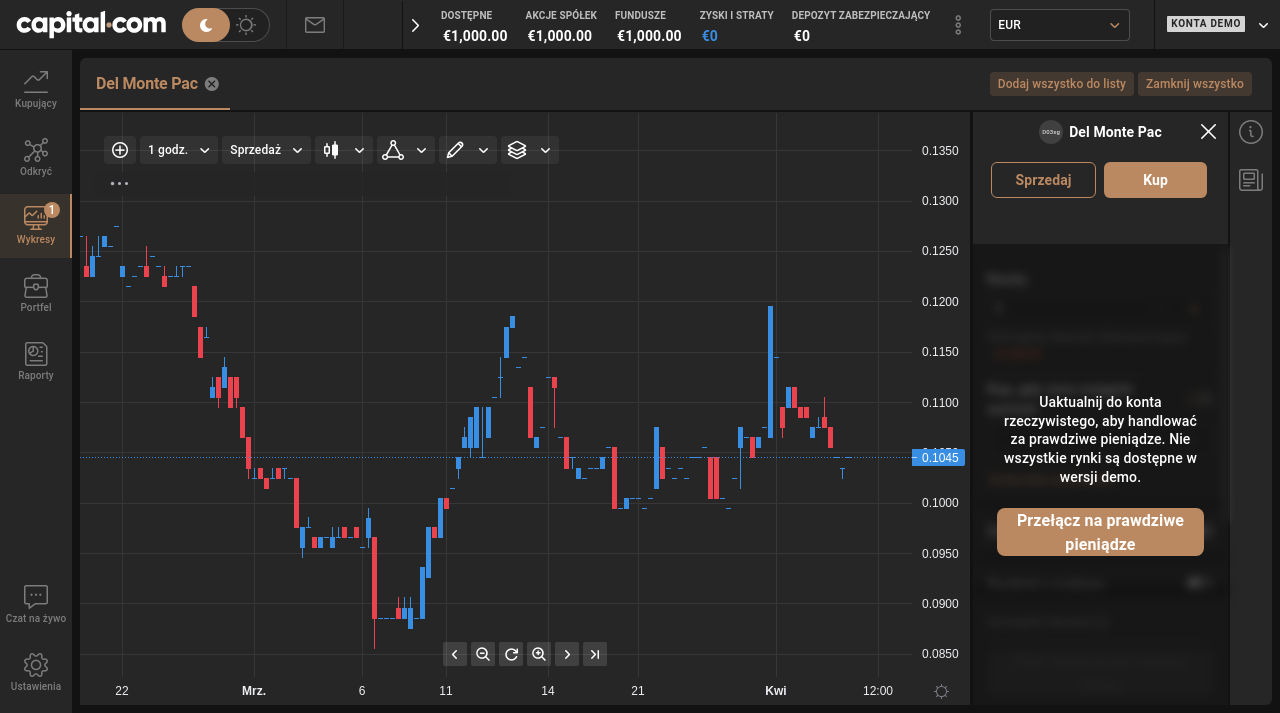 capital.com
DOSTĘPNE
€1,000.00
AKCJE SPÓŁEK
€1,000.00
FUNDUSZE
€1,000.00
ZYSKI I STRATY
€0
DEPOZYT ZABEZPIECZAJĄCY
€0
EUR
KONTO DEMO
Kupujący
Odkryć
1
Wykresy
Portfel
Raporty
Czat na żywo
Ustawienia
Del Monte Pac
Dodaj wszystko do listy
Zamknij wszystko
1 godz.
Sprzedaż
0.1350
0.1300
0.1250
0.1200
0.1150
0.1100
0.1045
0.1000
0.0950
0.0900
0.0850
22
Mrz.
6
11
14
21
Kwi
12:00
D03sg
Del Monte Pac
Sprzedaj
Kup
Uaktualnij do konta
rzeczywistego, aby handlować
za prawdziwe pieniądze. Nie
wszystkie rynki są dostępne w
wersji demo.
Przełącz na prawdziwe
pieniądze